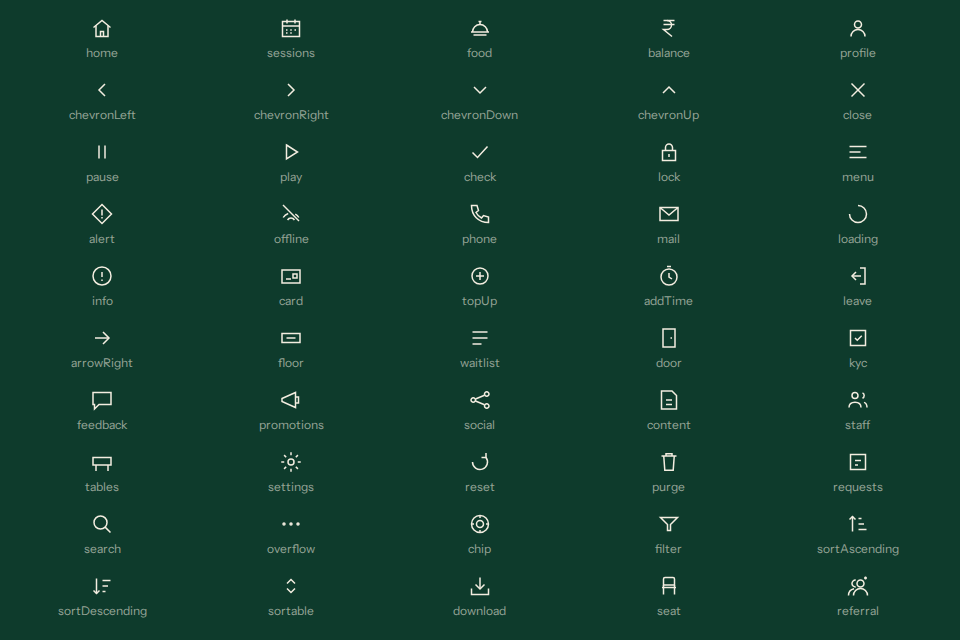 home sessions food balance profile
chevronLeft chevronRight chevronDown chevronUp close
pause play check lock menu
alert offline phone mail loading
info card topUp addTime leave
arrowRight floor waitlist door kyc
feedback promotions social content staff
tables settings reset purge requests
search overflow chip filter sortAscending
sortDescending sortable download seat referral